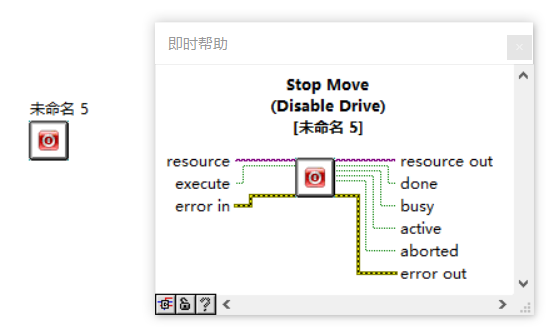 即时帮助
未命名 5
Stop Move
(Disable Drive)
[未命名 5]
resource
execute
error in
resource out
done
busy
active
aborted
error out
?